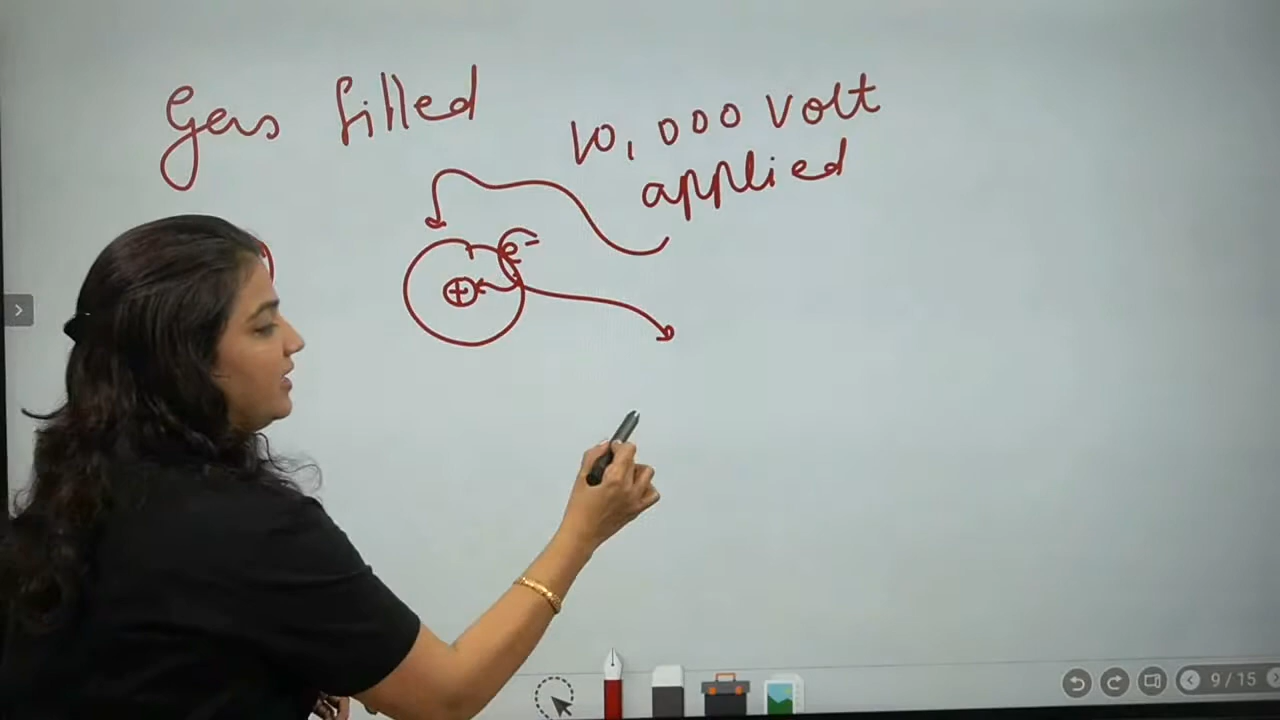 Gas filled
10,000 volt
applied
e-
+
9/15